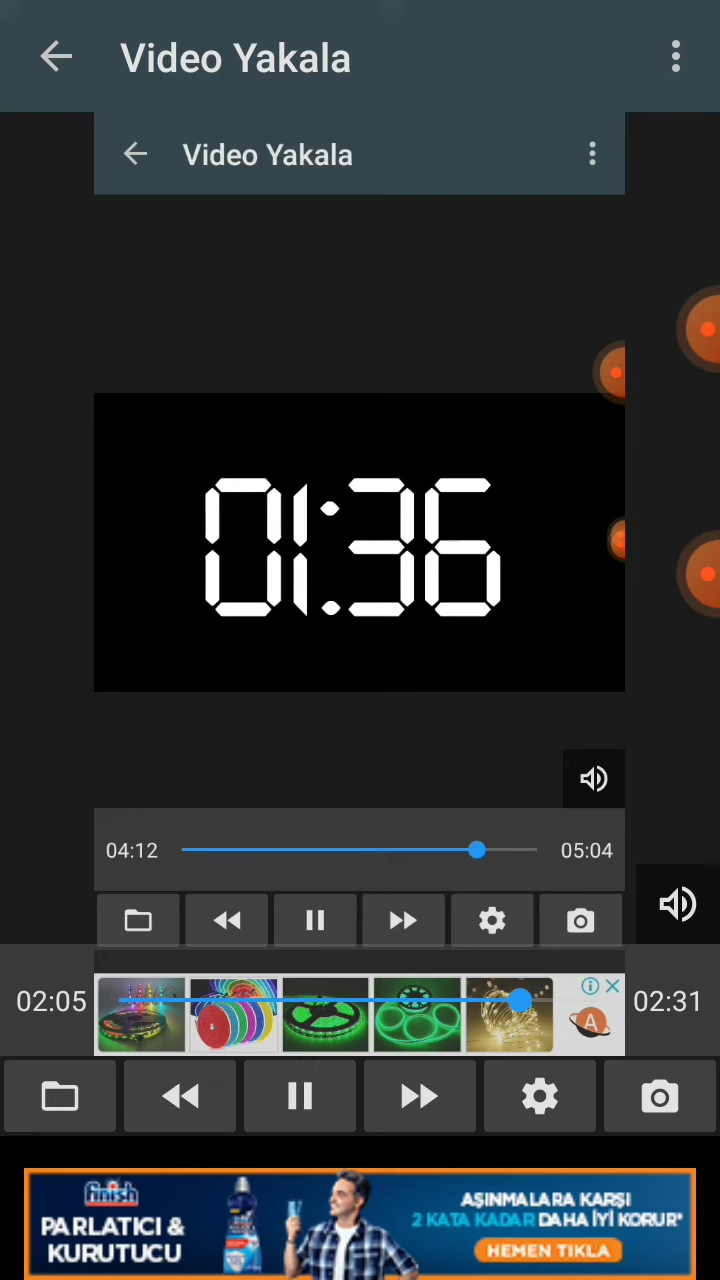 Video Yakala
Video Yakala
01:36
04:12
05:04
02:05
A
02:31
finish
PARLATICI &
KURUTUCU
AŞINMALARA KARŞI
2 KATA KADAR DAHA İYİ KORUR*
HEMEN TIKLA